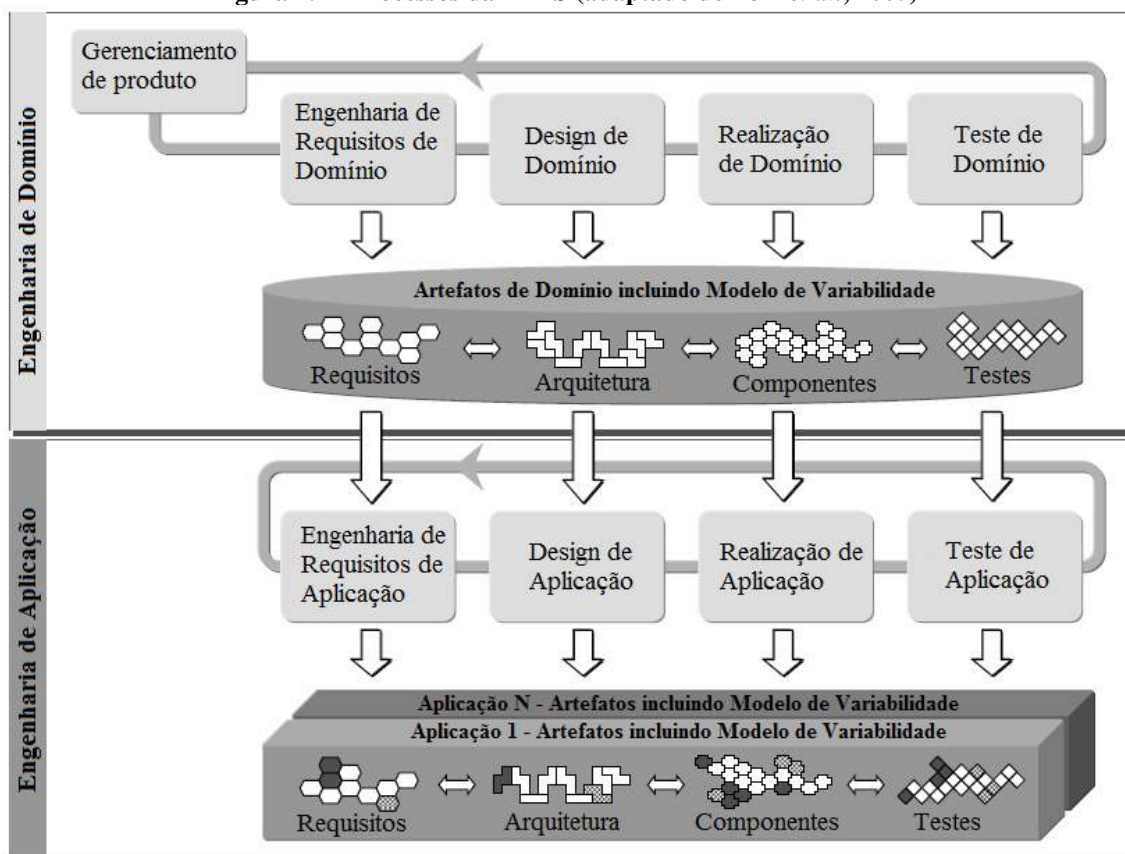 Gerenciamento
de produto
Engenharia de
Requisitos de
Domínio
Design de
Domínio
Realização
de Domínio
Teste de
Domínio
Engenharia de Domínio
Artefatos de Domínio incluindo Modelo de Variabilidade
Requisitos
Arquitetura
Componentes
Testes
Engenharia de Aplicação
Engenharia de
Requisitos de
Aplicação
Design de
Aplicação
Realização de
Aplicação
Teste de
Aplicação
Aplicação N - Artefatos incluindo Modelo de Variabilidade
Aplicação 1 - Artefatos incluindo Modelo de Variabilidade
Requisitos
Arquitetura
Componentes
Testes